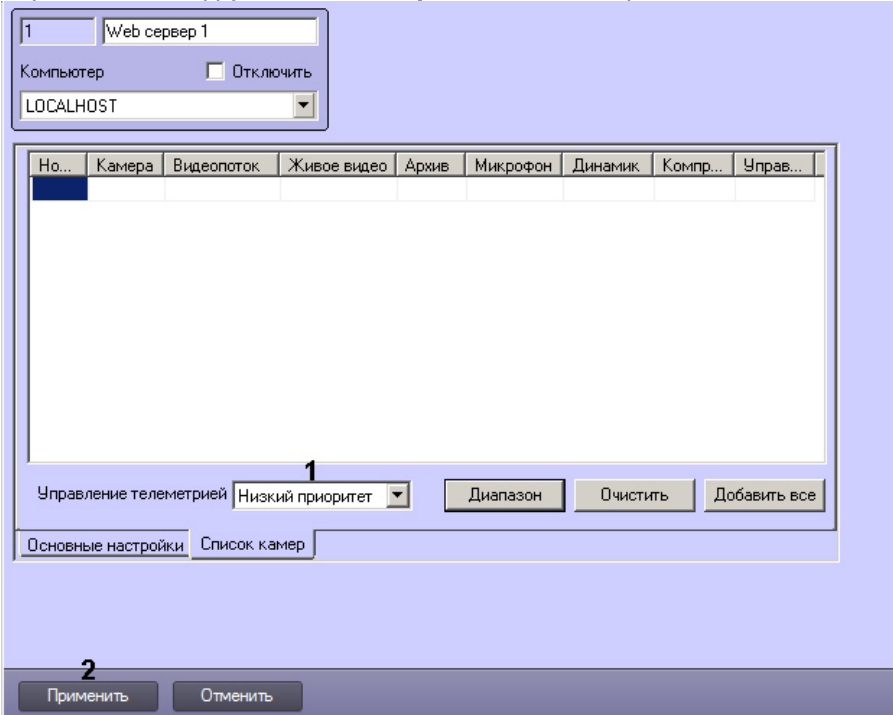 1 Web сервер 1
Компьютер Отключить
LOCALHOST
Но... Камера Видеопоток Живое видео Архив Микрофон Динамик Компр... Управ...
1
Управление телеметрией Низкий приоритет Диапазон Очистить Добавить все
Основные настройки Список камер
2
Применить Отменить